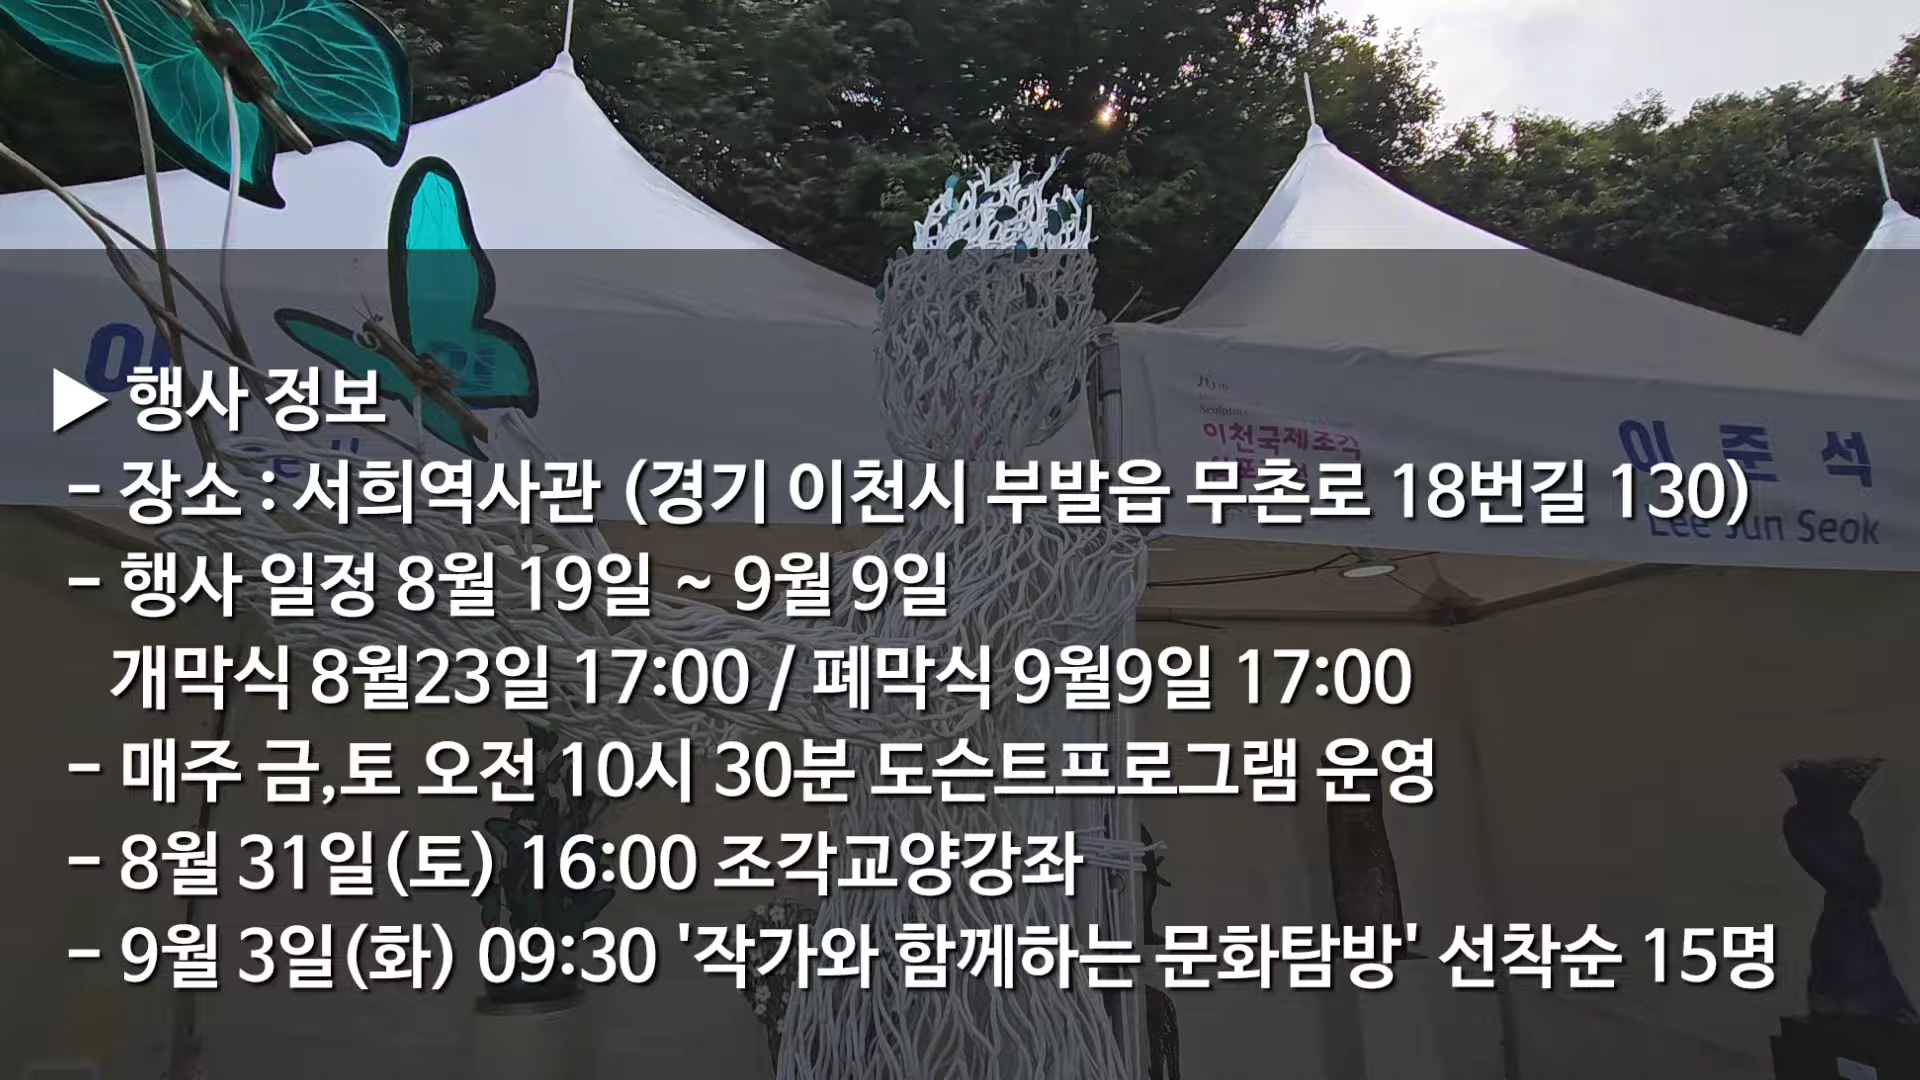 ▶ 행사 정보
- 장소 : 서희역사관 (경기 이천시 부발읍 무촌로 18번길 130)
- 행사 일정 8월 19일 ~ 9월 9일
개막식 8월23일 17:00 / 폐막식 9월9일 17:00
- 매주 금,토 오전 10시 30분 도슨트프로그램 운영
- 8월 31일(토) 16:00 조각교양강좌
- 9월 3일(화) 09:30 '작가와 함께하는 문화탐방' 선착순 15명
이천국제조각
이 준 석
Lee Jun Seok